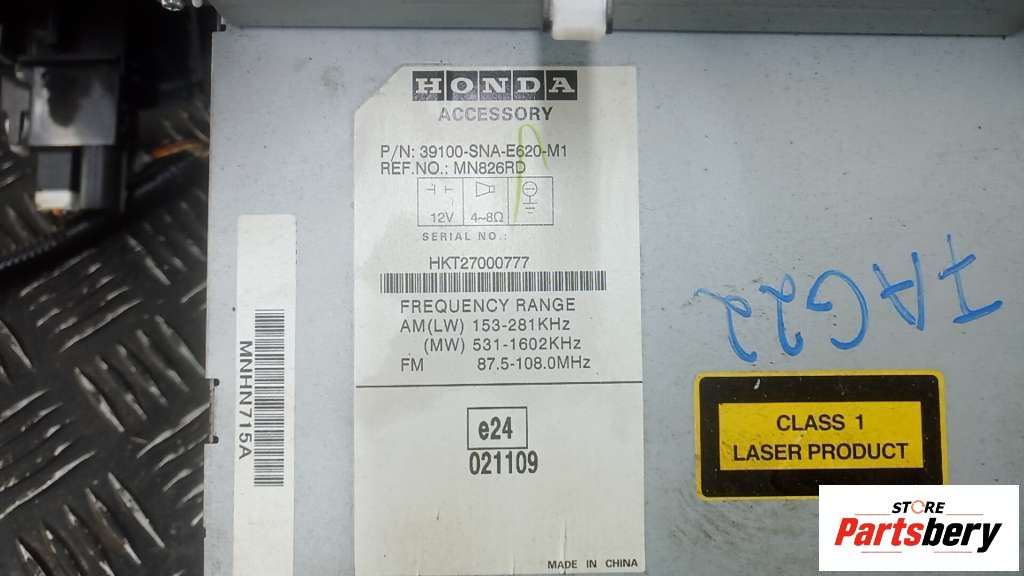 HONDA
ACCESSORY
P/N: 39100-SNA-E620-M1
REF.NO.: MN826RD
12V 4~8Ω
SERIAL NO.:
HKT27000777
FREQUENCY RANGE
AM(LW) 153-281KHz
(MW) 531-1602KHz
FM 87.5-108.0MHz
e24
021109
MADE IN CHINA
MNHN715A
CLASS 1
LASER PRODUCT
STORE
Partsbery